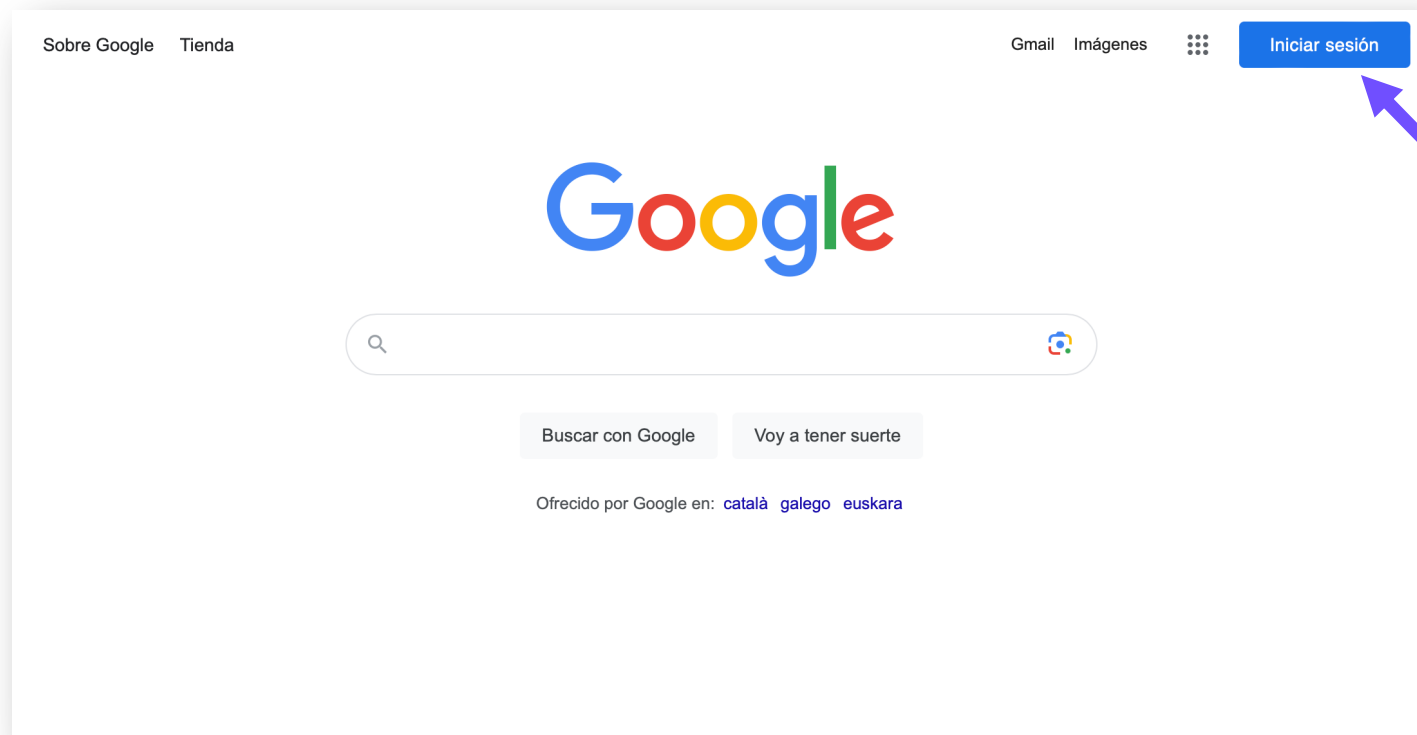 Sobre Google Tienda Gmail Imágenes Iniciar sesión
Google
Buscar con Google Voy a tener suerte
Ofrecido por Google en: català galego euskara